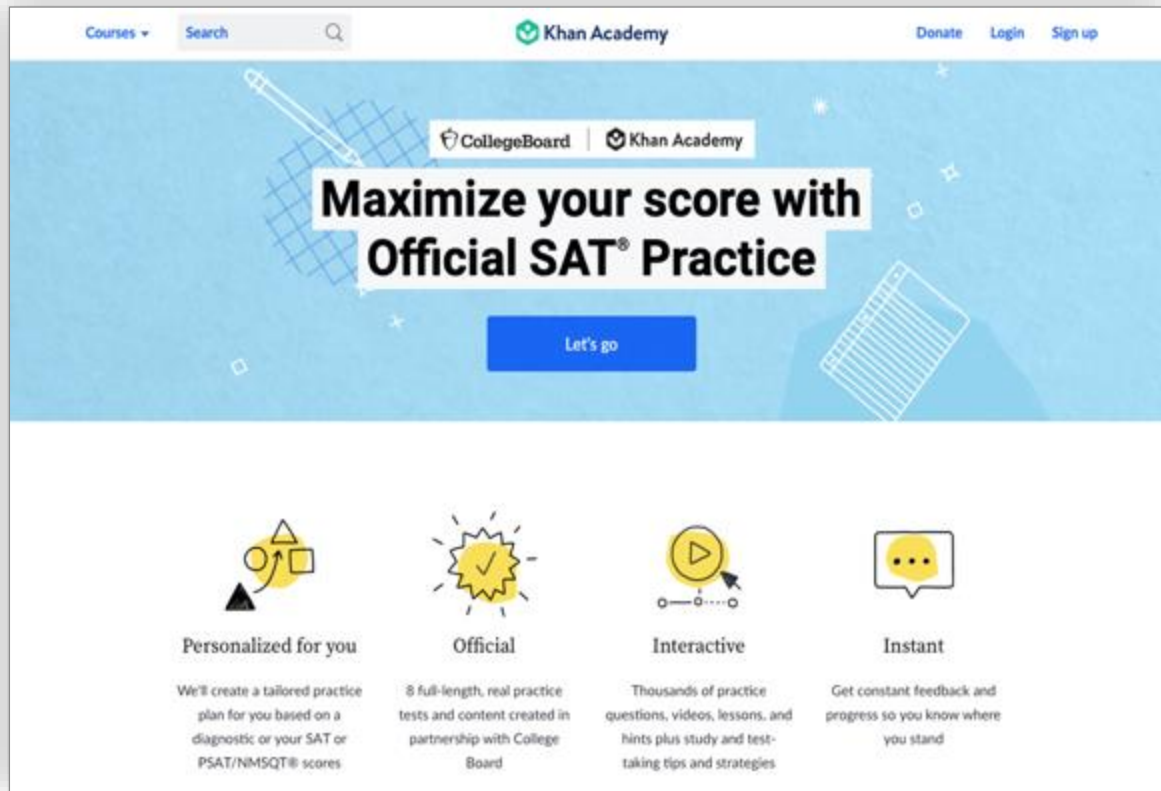 Courses
Search
Khan Academy
Donate
Login
Sign up
CollegeBoard
Khan Academy
Maximize your score with
Official SAT® Practice
Let's go
Personalized for you
We'll create a tailored practice
plan for you based on a
diagnostic or your SAT or
PSAT/NMSQT® scores
Official
8 full-length, real practice
tests and content created in
partnership with College
Board
Interactive
Thousands of practice
questions, videos, lessons, and
hints plus study and test-
taking tips and strategies
Instant
Get constant feedback and
progress so you know where
you stand